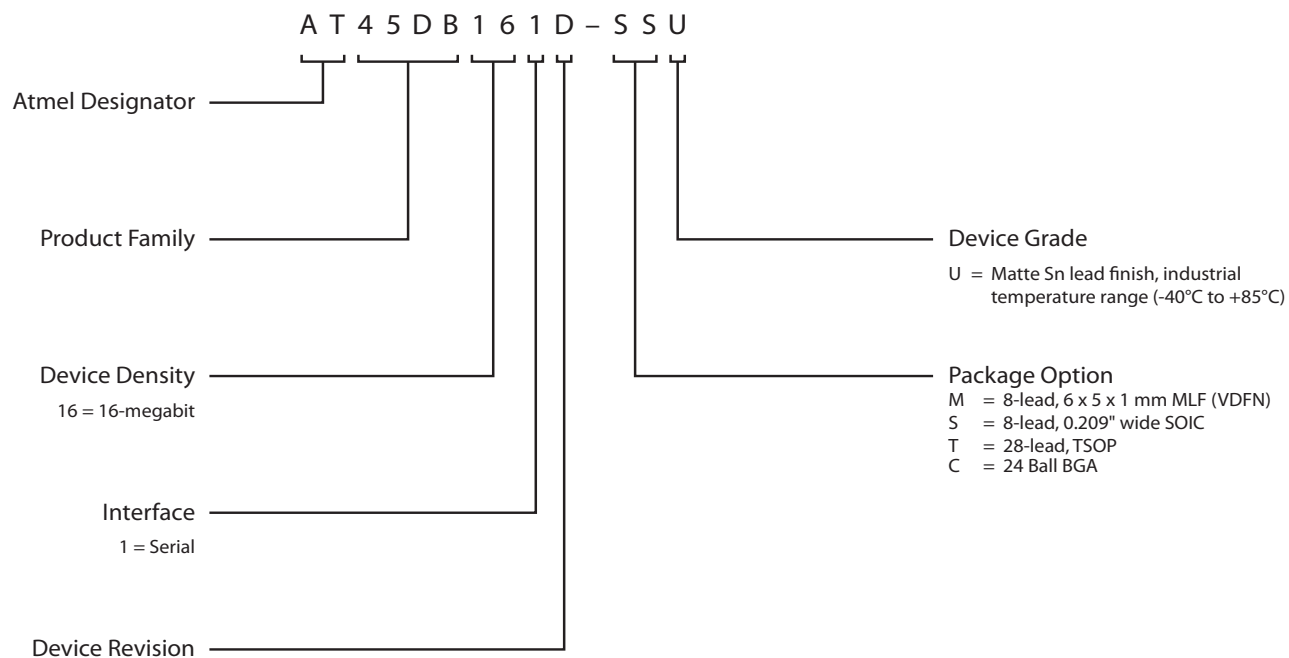 A T 4 5 D B 1 6 1 D – S S U
Atmel Designator
Product Family
Device Density
16 = 16-megabit
Interface
1 = Serial
Device Revision
Device Grade
U = Matte Sn lead finish, industrial
temperature range (-40°C to +85°C)
Package Option
M = 8-lead, 6 x 5 x 1 mm MLF (VDFN)
S = 8-lead, 0.209" wide SOIC
T = 28-lead, TSOP
C = 24 Ball BGA